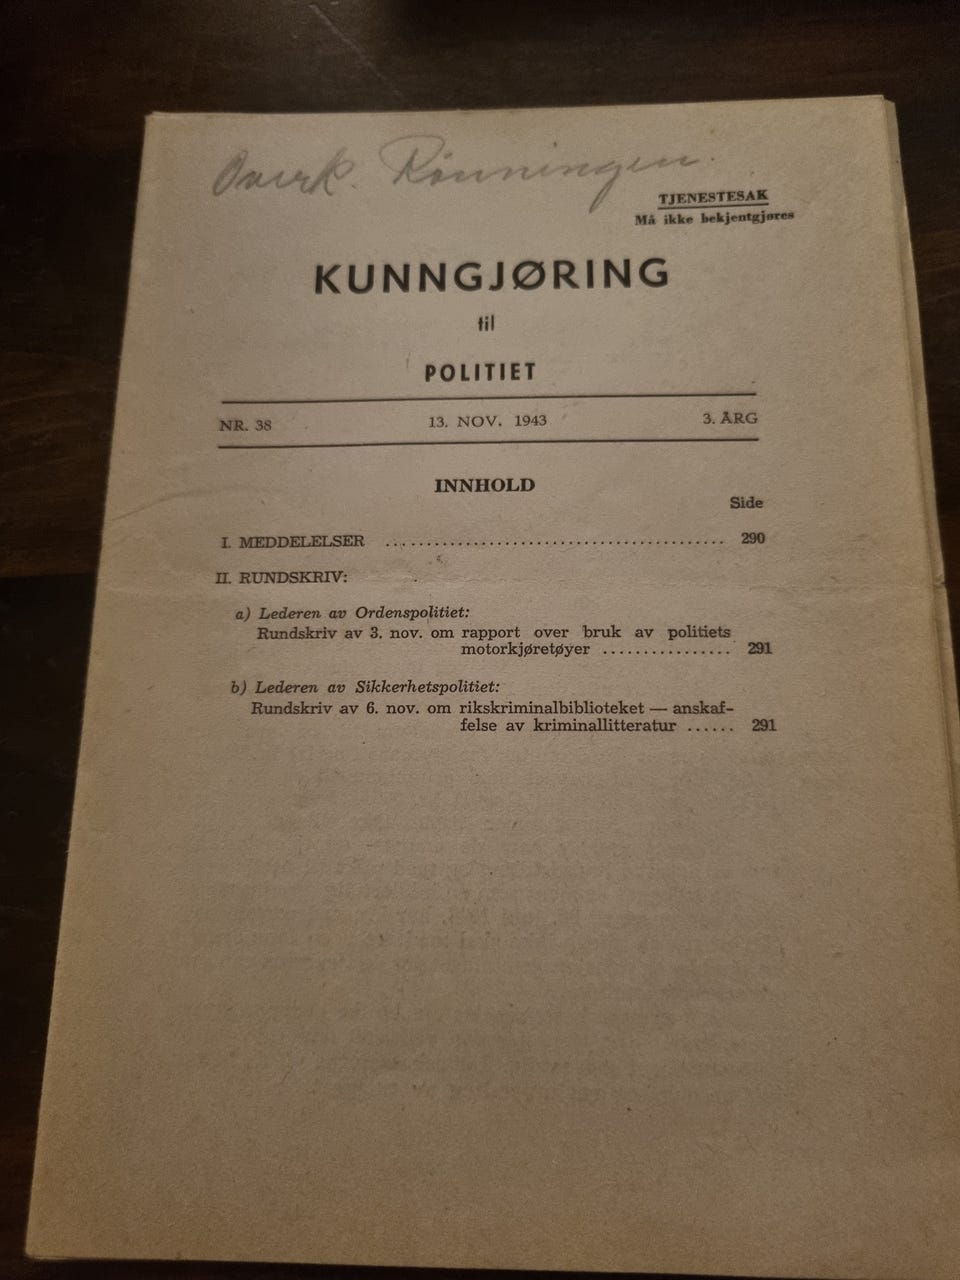 Overk. Rønningen.
TJENESTESAK
Må ikke bekjentgjøres
KUNNGJØRING
til
POLITIET
NR. 38 13. NOV. 1943 3. ÅRG
INNHOLD
Side
I. MEDDELELSER ........................................ 290
II. RUNDSKRIV:
a) Lederen av Ordenspolitiet:
Rundskriv av 3. nov. om rapport over bruk av politiets
motorkjøretøyer ................ 291
b) Lederen av Sikkerhetspolitiet:
Rundskriv av 6. nov. om rikskriminalbiblioteket — anskaf-
felse av kriminallitteratur ...... 291